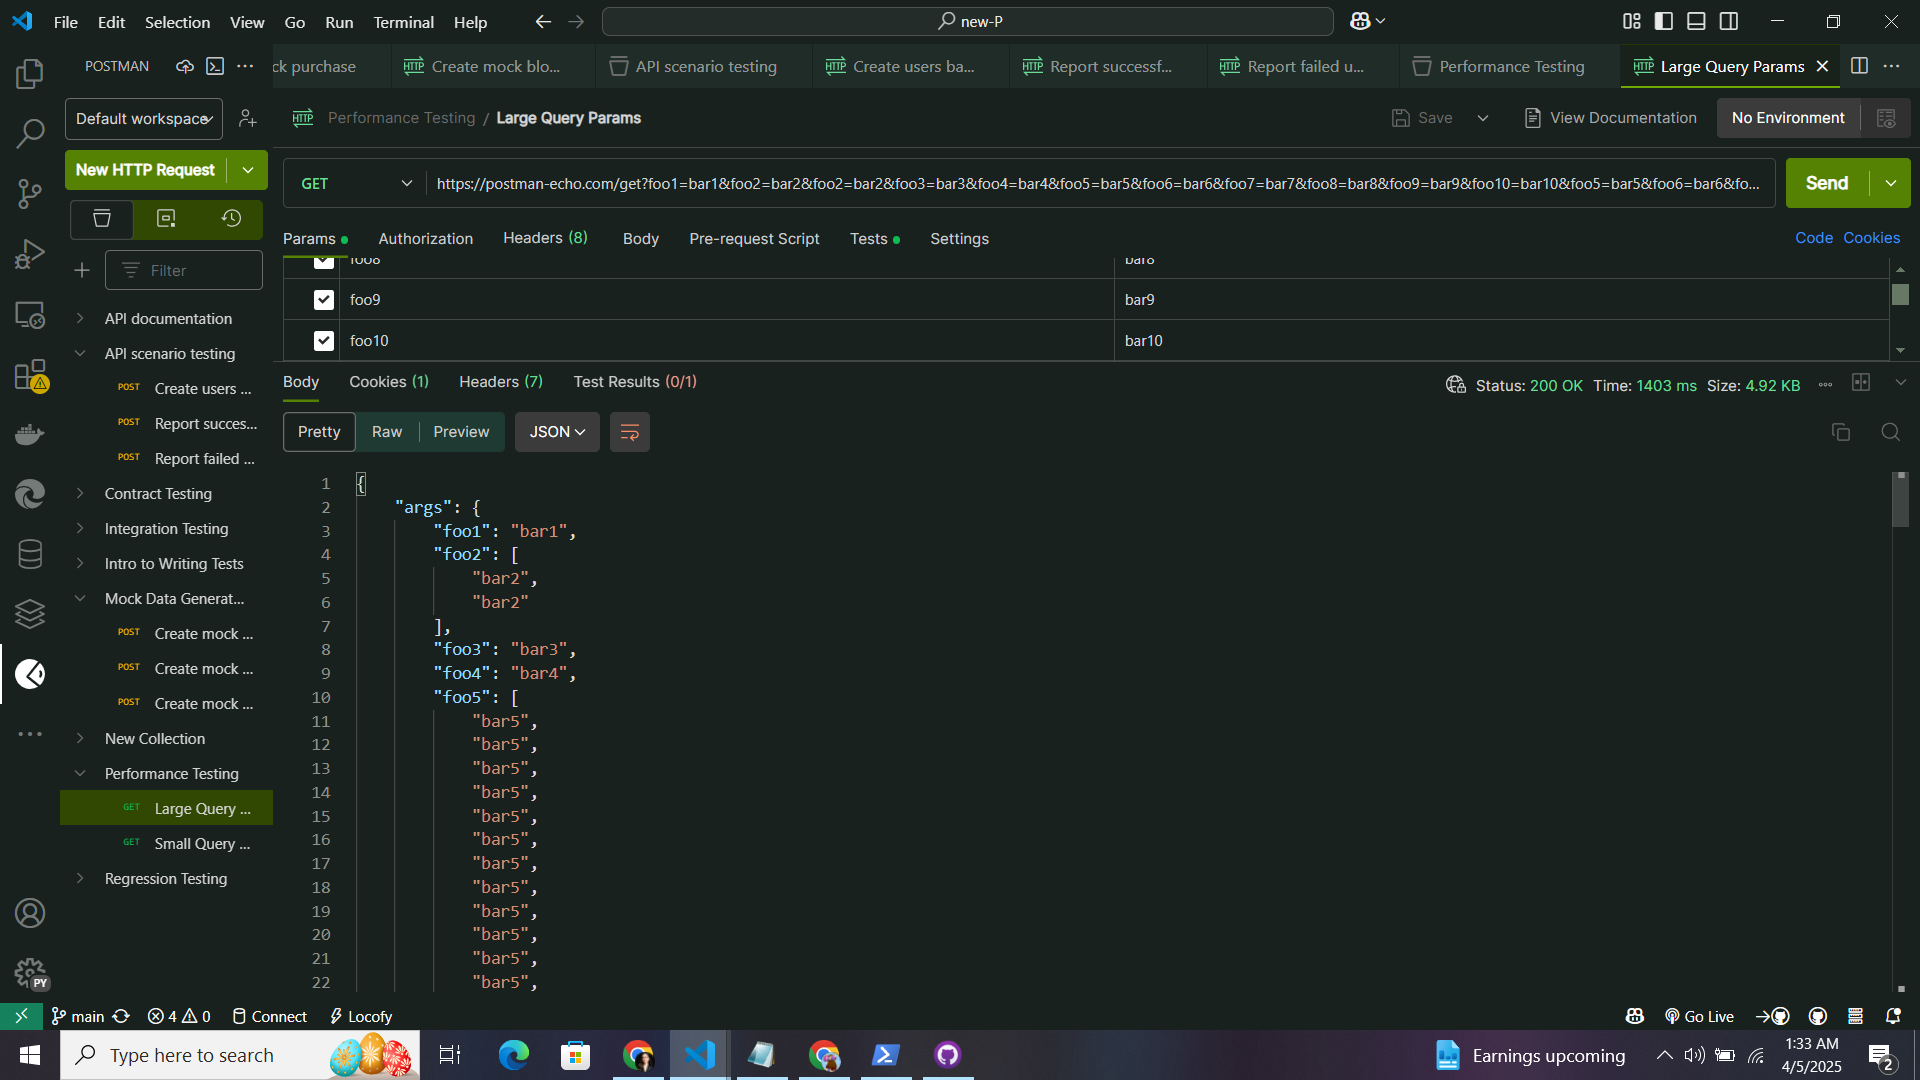 File Edit Selection View Go Run Terminal Help
new-P
POSTMAN
ck purchase
Create mock blo...
API scenario testing
Create users ba...
Report successf...
Report failed u...
Performance Testing
Large Query Params
Default workspace
Performance Testing / Large Query Params
Save
View Documentation
No Environment
New HTTP Request
GET
https://postman-echo.com/get?foo1=bar1&foo2=bar2&foo2=bar2&foo3=bar3&foo4=bar4&foo5=bar5&foo6=bar6&foo7=bar7&foo8=bar8&foo9=bar9&foo10=bar10&foo5=bar5&foo6=bar6&fo...
Send
Params Authorization Headers (8) Body Pre-request Script Tests Settings
Code Cookies
Filter
foo8 bar8
foo9 bar9
foo10 bar10
API documentation
API scenario testing
POST Create users ...
POST Report succes...
POST Report failed ...
Contract Testing
Integration Testing
Intro to Writing Tests
Mock Data Generat...
POST Create mock ...
POST Create mock ...
POST Create mock ...
New Collection
Performance Testing
GET Large Query ...
GET Small Query ...
Regression Testing
PY
Body Cookies (1) Headers (7) Test Results (0/1)
Status: 200 OK Time: 1403 ms Size: 4.92 KB
Pretty Raw Preview JSON
1 {
2 "args": {
3 "foo1": "bar1",
4 "foo2": [
5 "bar2",
6 "bar2"
7 ],
8 "foo3": "bar3",
9 "foo4": "bar4",
10 "foo5": [
11 "bar5",
12 "bar5",
13 "bar5",
14 "bar5",
15 "bar5",
16 "bar5",
17 "bar5",
18 "bar5",
19 "bar5",
20 "bar5",
21 "bar5",
22 "bar5",
main 4 0 Connect Locofy
Go Live
Type here to search
Earnings upcoming
1:33 AM
4/5/2025
2